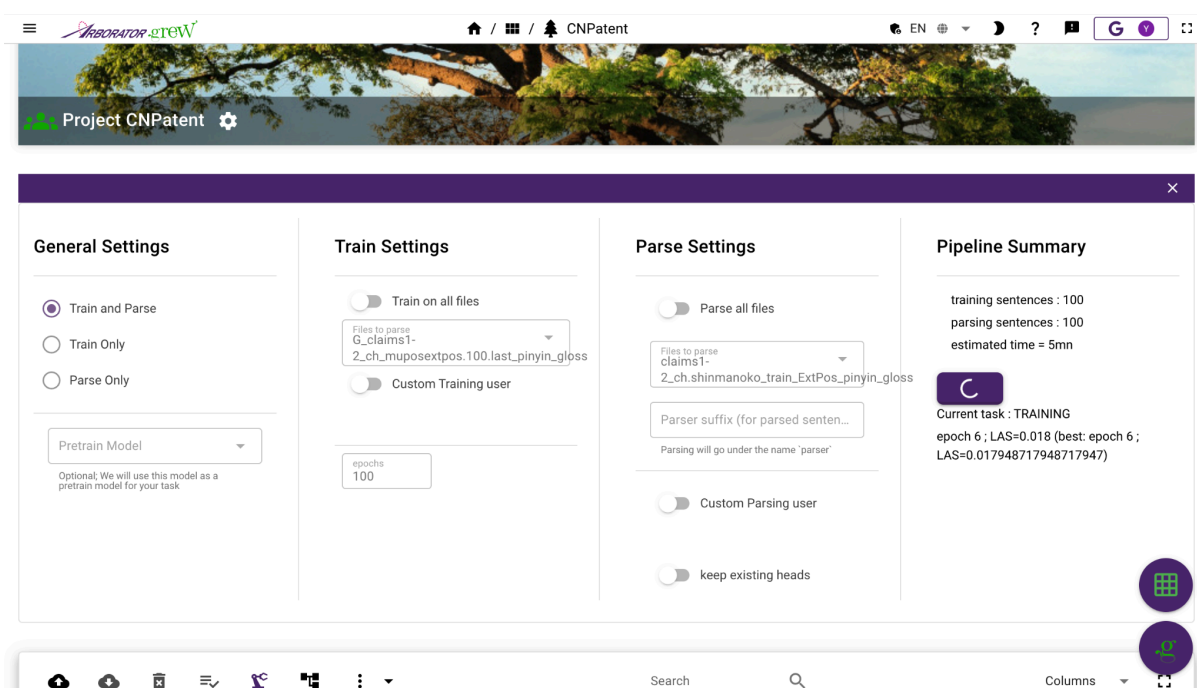 ARBORATOR-grew
/ / CNPatent
EN
?
G Y
Project CNPatent
General Settings
Train and Parse
Train Only
Parse Only
Pretrain Model
Optional; We will use this model as a
pretrain model for your task
Train Settings
Train on all files
Files to parse
G_claims1-
2_ch_muposextpos.100.last_pinyin_gloss
Custom Training user
epochs
100
Parse Settings
Parse all files
Files to parse
claims1-
2_ch.shinmanoko_train_ExtPos_pinyin_gloss
Parser suffix (for parsed senten...
Parsing will go under the name `parser`
Custom Parsing user
keep existing heads
Pipeline Summary
training sentences : 100
parsing sentences : 100
estimated time = 5mn
Current task : TRAINING
epoch 6 ; LAS=0.018 (best: epoch 6 ;
LAS=0.017948717948717947)
.g
Search
Columns